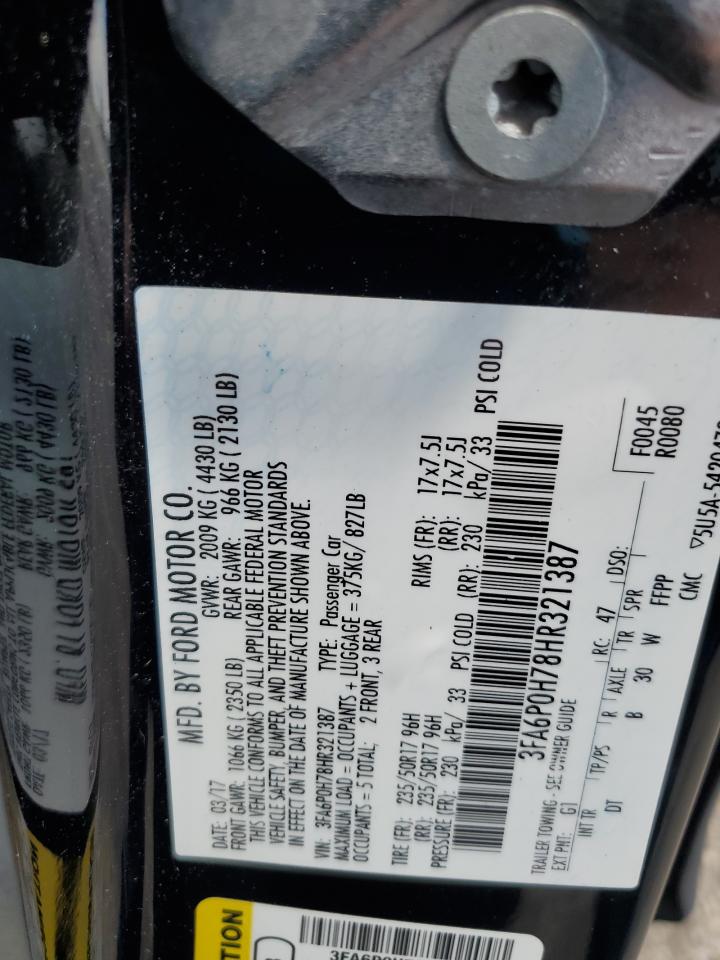 MFD. BY FORD MOTOR CO.
DATE: 03/17 GVWR: 2009 KG ( 4430 LB)
FRONT GAWR: 1066 KG ( 2350 LB) REAR GAWR: 966 KG ( 2130 LB)
THIS VEHICLE CONFORMS TO ALL APPLICABLE FEDERAL MOTOR
VEHICLE SAFETY, BUMPER, AND THEFT PREVENTION STANDARDS
IN EFFECT ON THE DATE OF MANUFACTURE SHOWN ABOVE.
VIN: 3FA6P0H78HR321387 TYPE: Passenger Car
MAXIMUM LOAD = OCCUPANTS + LUGGAGE = 375KG/ 827LB
OCCUPANTS = 5 TOTAL; 2 FRONT, 3 REAR
TIRE (FR): 235/50R17 96H RIMS (FR): 17x7.5J
(RR): 235/50R17 96H (RR): 17x7.5J
PRESSURE (FR): 230 kPa/ 33 PSI COLD (RR): 230 kPa/ 33 PSI COLD
3FA6P0H78HR321387
TRAILER TOWING - SEE OWNER GUIDE
EXT PNT: G1 RC: 47 DSO: F0045
R0080
INT TR TP/PS R AXLE TR SPR
DT B 30 W FFPP
CMC ▽5U5A-5420472
TION
3FA6P0H